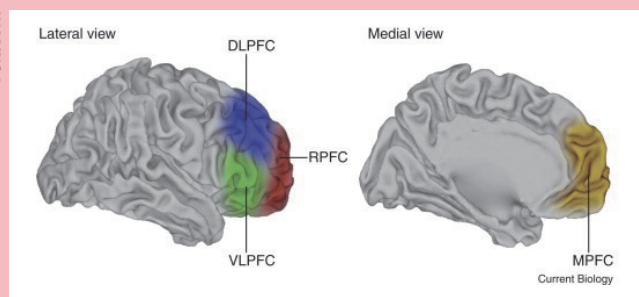 Lateral view
Medial view
DLPFC
RPFC
VLPFC
MPFC
Current Biology